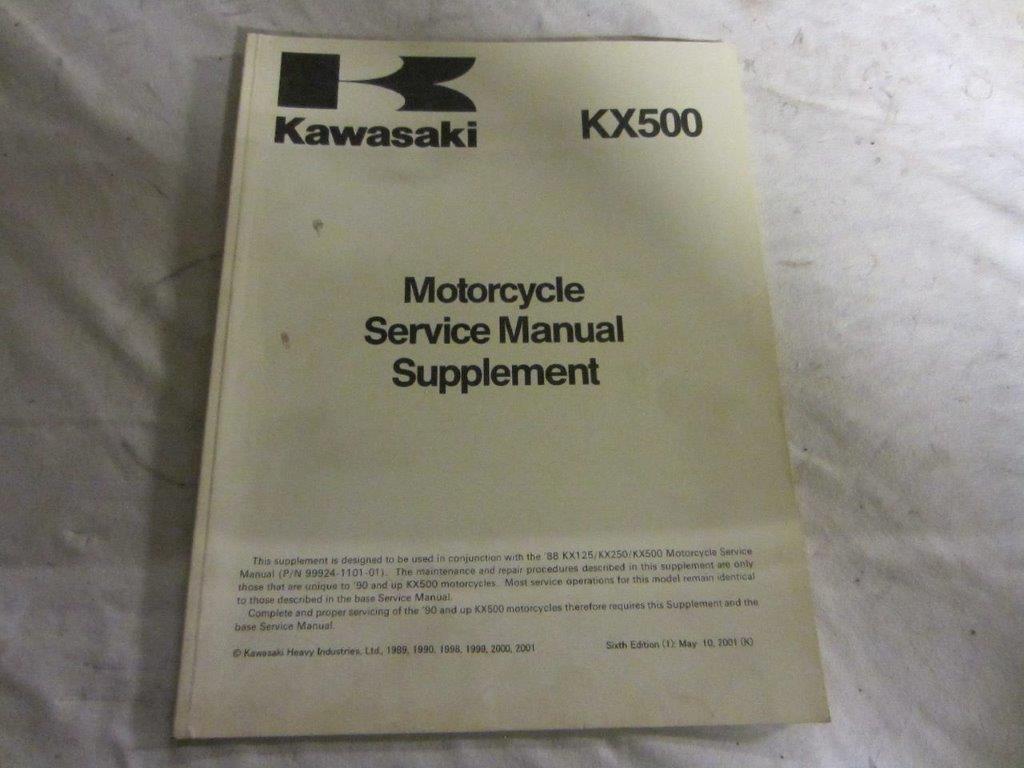 Kawasaki
KX500
Motorcycle
Service Manual
Supplement
This supplement is designed to be used in conjunction with the '88 KX125/KX250/KX500 Motorcycle Service
Manual (P/N 99924-1101-01). The maintenance and repair procedures described in this supplement are only
those that are unique to '90 and up KX500 motorcycles. Most service operations for this model remain identical
to those described in the base Service Manual.
Complete and proper servicing of the '90 and up KX500 motorcycles therefore requires this Supplement and the
base Service Manual.
© Kawasaki Heavy Industries, Ltd., 1989, 1990, 1998, 1999, 2000, 2001
Sixth Edition (1): May 10, 2001 (K)